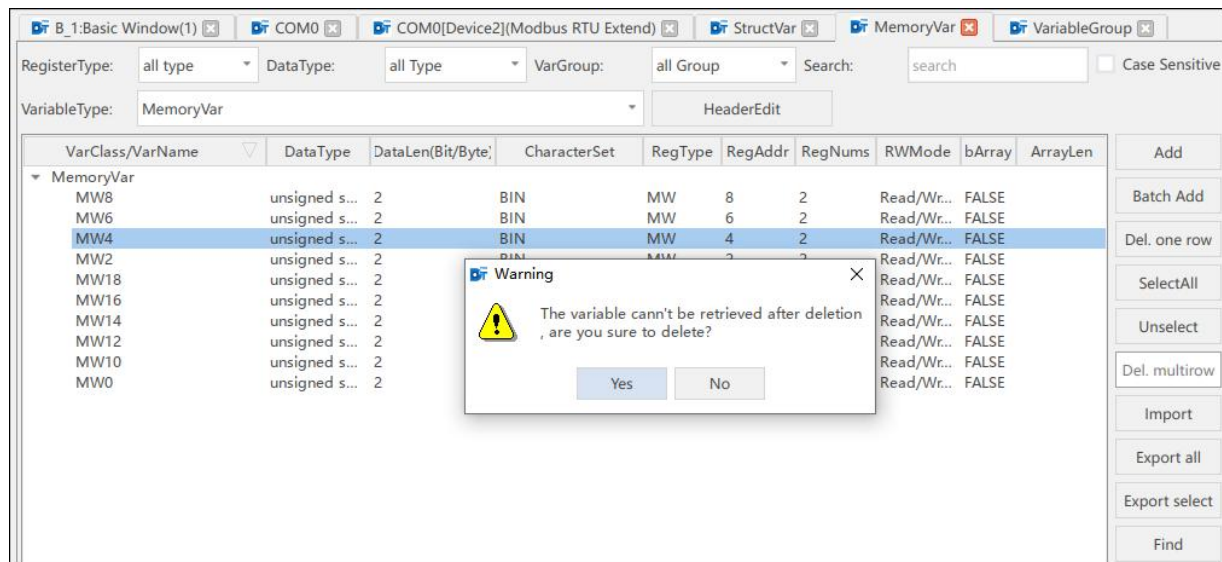 B_1:Basic Window(1) COM0 COM0[Device2](Modbus RTU Extend) StructVar MemoryVar VariableGroup
RegisterType: all type DataType: all Type VarGroup: all Group Search: search Case Sensitive
VariableType: MemoryVar HeaderEdit
VarClass/VarName DataType DataLen(Bit/Byte) CharacterSet RegType RegAddr RegNums RWMode bArray ArrayLen Add
MemoryVar
MW8 unsigned s... 2 BIN MW 8 2 Read/Wr... FALSE Batch Add
MW6 unsigned s... 2 BIN MW 6 2 Read/Wr... FALSE
MW4 unsigned s... 2 BIN MW 4 2 Read/Wr... FALSE Del. one row
MW2 unsigned s... 2 Read/Wr... FALSE
MW18 unsigned s... 2 Read/Wr... FALSE SelectAll
MW16 unsigned s... 2 Read/Wr... FALSE
MW14 unsigned s... 2 Read/Wr... FALSE Unselect
MW12 unsigned s... 2 Read/Wr... FALSE
MW10 unsigned s... 2 Read/Wr... FALSE Del. multirow
MW0 unsigned s... 2 Read/Wr... FALSE
Warning
The variable cann't be retrieved after deletion
, are you sure to delete?
Yes No
Import
Export all
Export select
Find